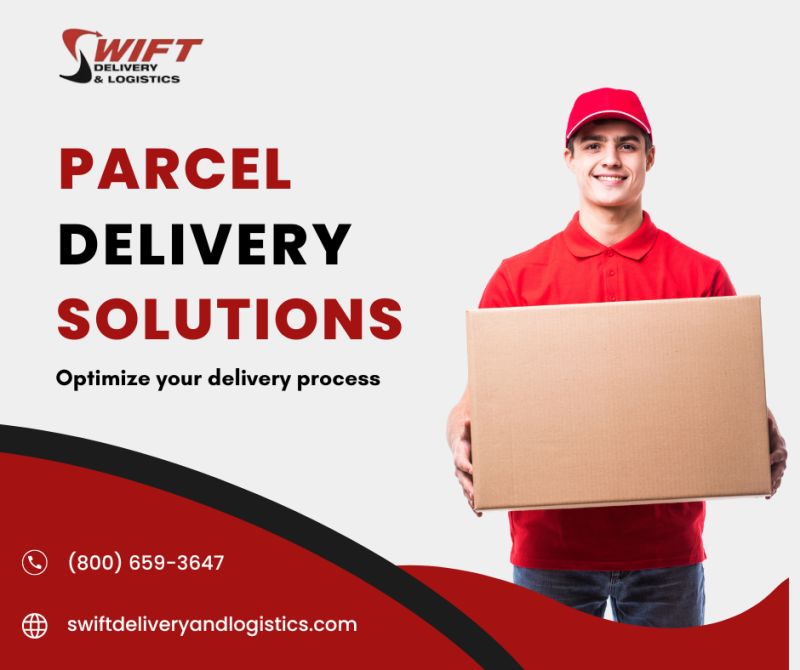 SWIFT
DELIVERY
& LOGISTICS
PARCEL
DELIVERY
SOLUTIONS
Optimize your delivery process
(800) 659-3647
swiftdeliveryandlogistics.com